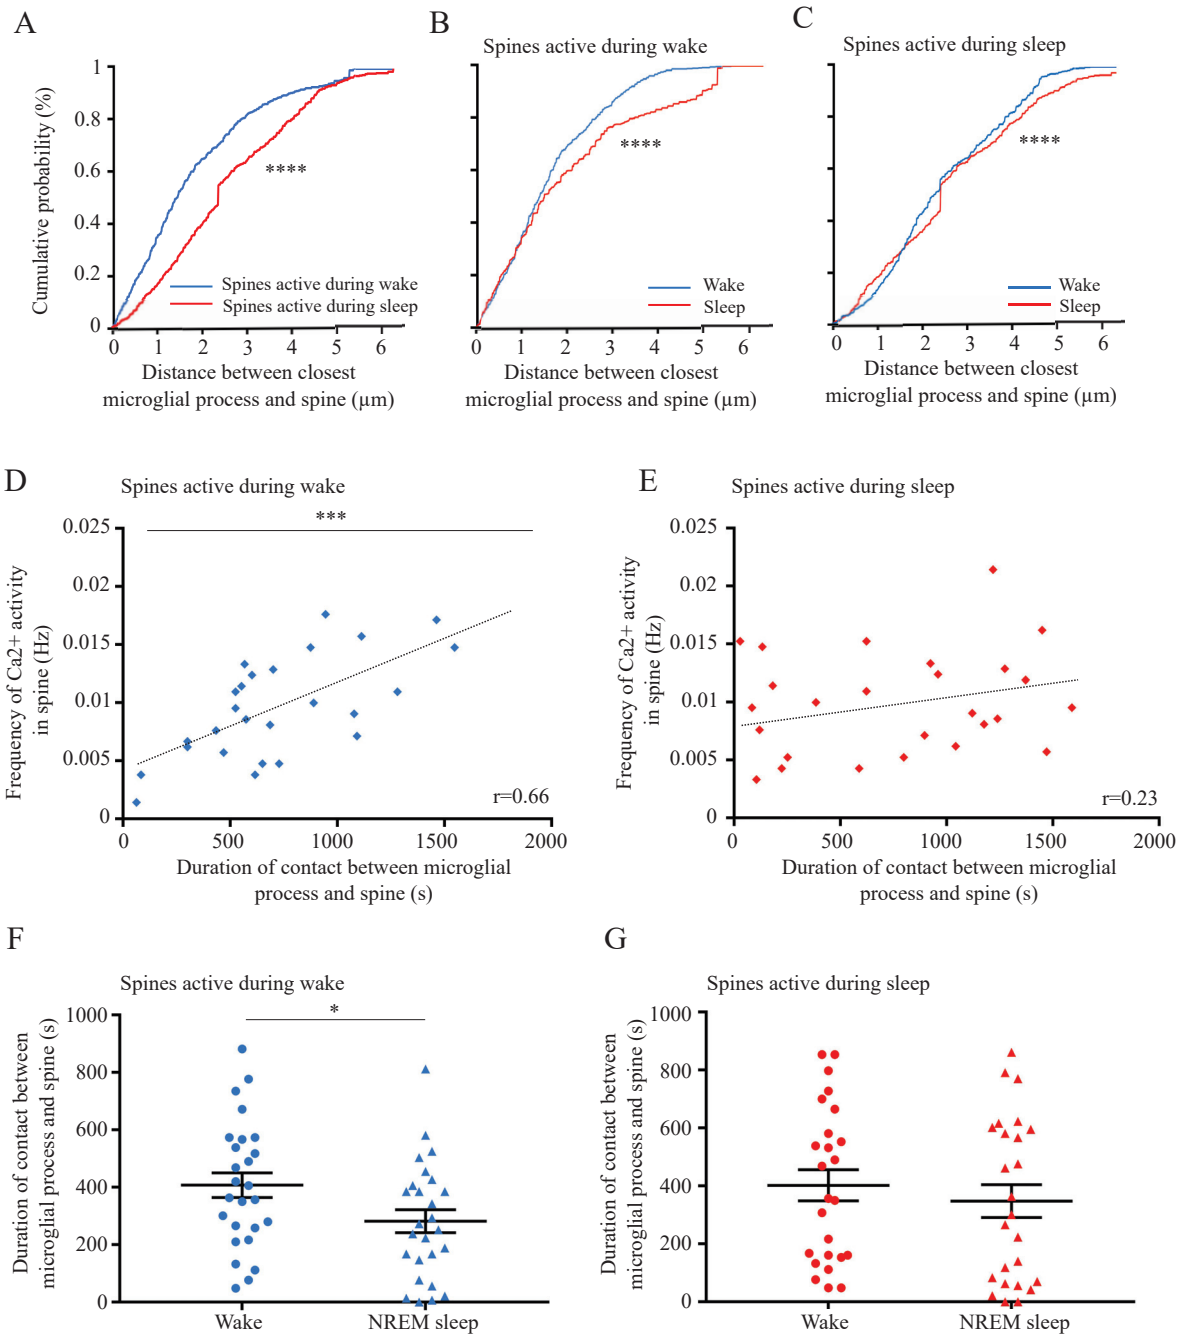 A
B
C
Spines active during wake
Spines active during sleep
Cumulative probability (%)
1
0.8
0.6
0.4
0.2
0
****
Spines active during wake
Spines active during sleep
0 1 2 3 4 5 6
Distance between closest
microglial process and spine (µm)
****
Wake
Sleep
0 1 2 3 4 5 6
Distance between closest
microglial process and spine (µm)
****
Wake
Sleep
0 1 2 3 4 5 6
Distance between closest
microglial process and spine (µm)
D
Spines active during wake
***
Frequency of Ca2+ activity
in spine (Hz)
0.025
0.02
0.015
0.01
0.005
0
r=0.66
0 500 1000 1500 2000
Duration of contact between microglial
process and spine (s)
E
Spines active during sleep
Frequency of Ca2+ activity
in spine (Hz)
0.025
0.02
0.015
0.01
0.005
0
r=0.23
0 500 1000 1500 2000
Duration of contact between microglial
process and spine (s)
F
Spines active during wake
*
Duration of contact between
microglial process and spine (s)
1000
800
600
400
200
0
Wake NREM sleep
G
Spines active during sleep
Duration of contact between
microglial process and spine (s)
1000
800
600
400
200
0
Wake NREM sleep